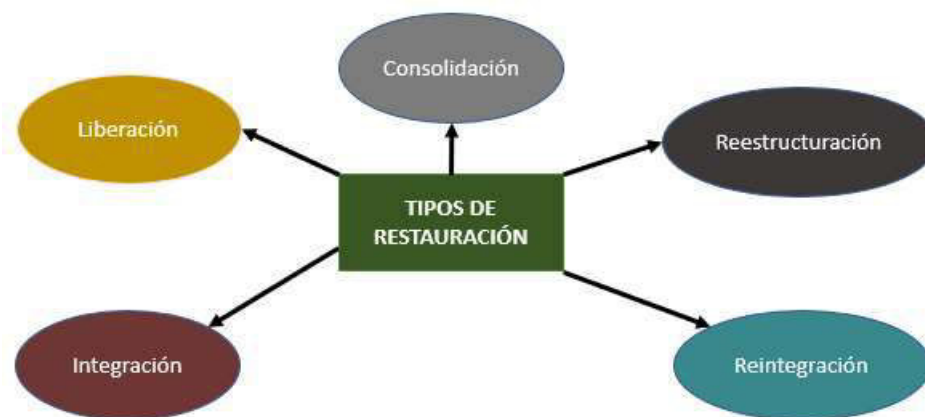 Consolidación
Liberación
Reestructuración
TIPOS DE
RESTAURACIÓN
Integración
Reintegración